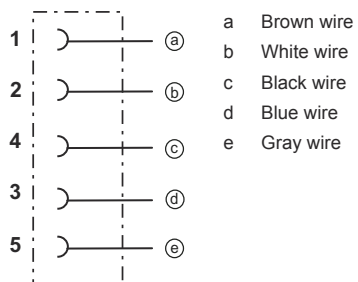 1 a
2 b
4 c
3 d
5 e
a Brown wire
b White wire
c Black wire
d Blue wire
e Gray wire